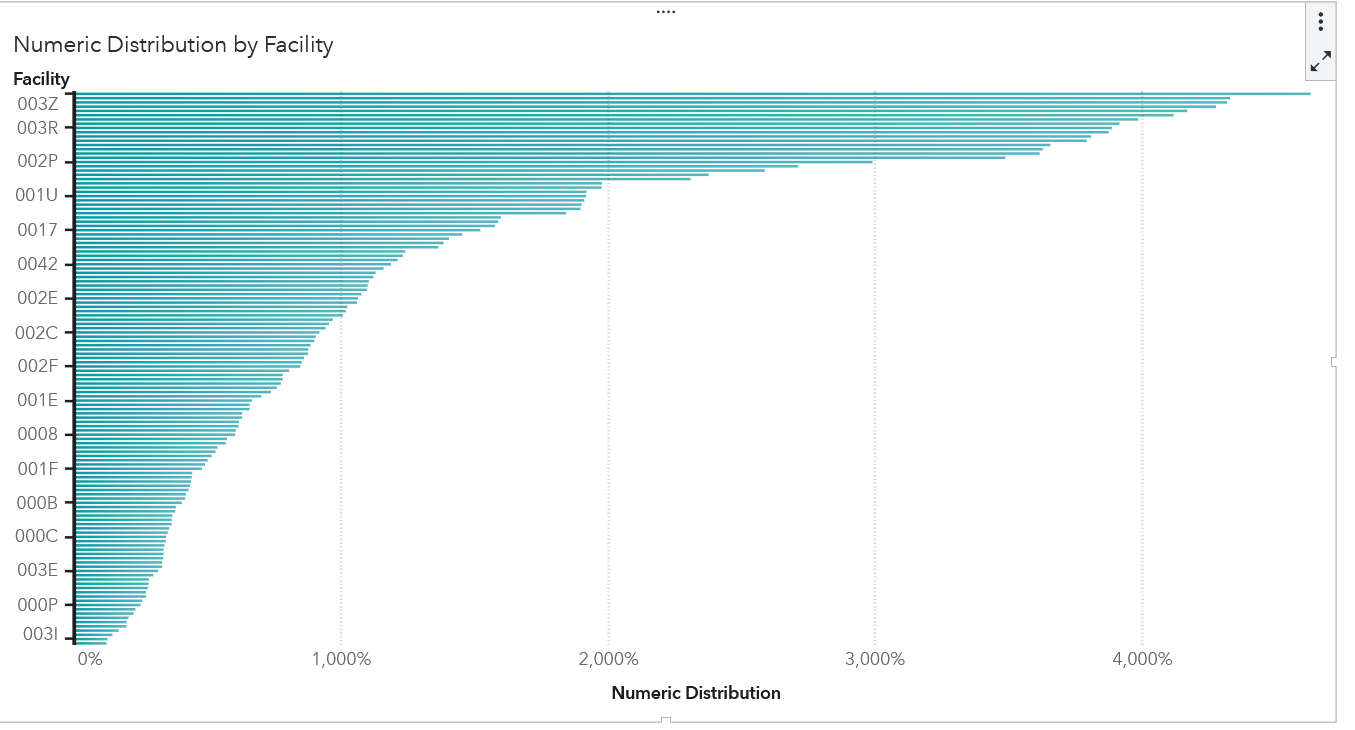 Numeric Distribution by Facility
Facility
003Z
003R
002P
001U
0017
0042
002E
002C
002F
001E
0008
001F
000B
000C
003E
000P
003I
0% 1,000% 2,000% 3,000% 4,000%
Numeric Distribution